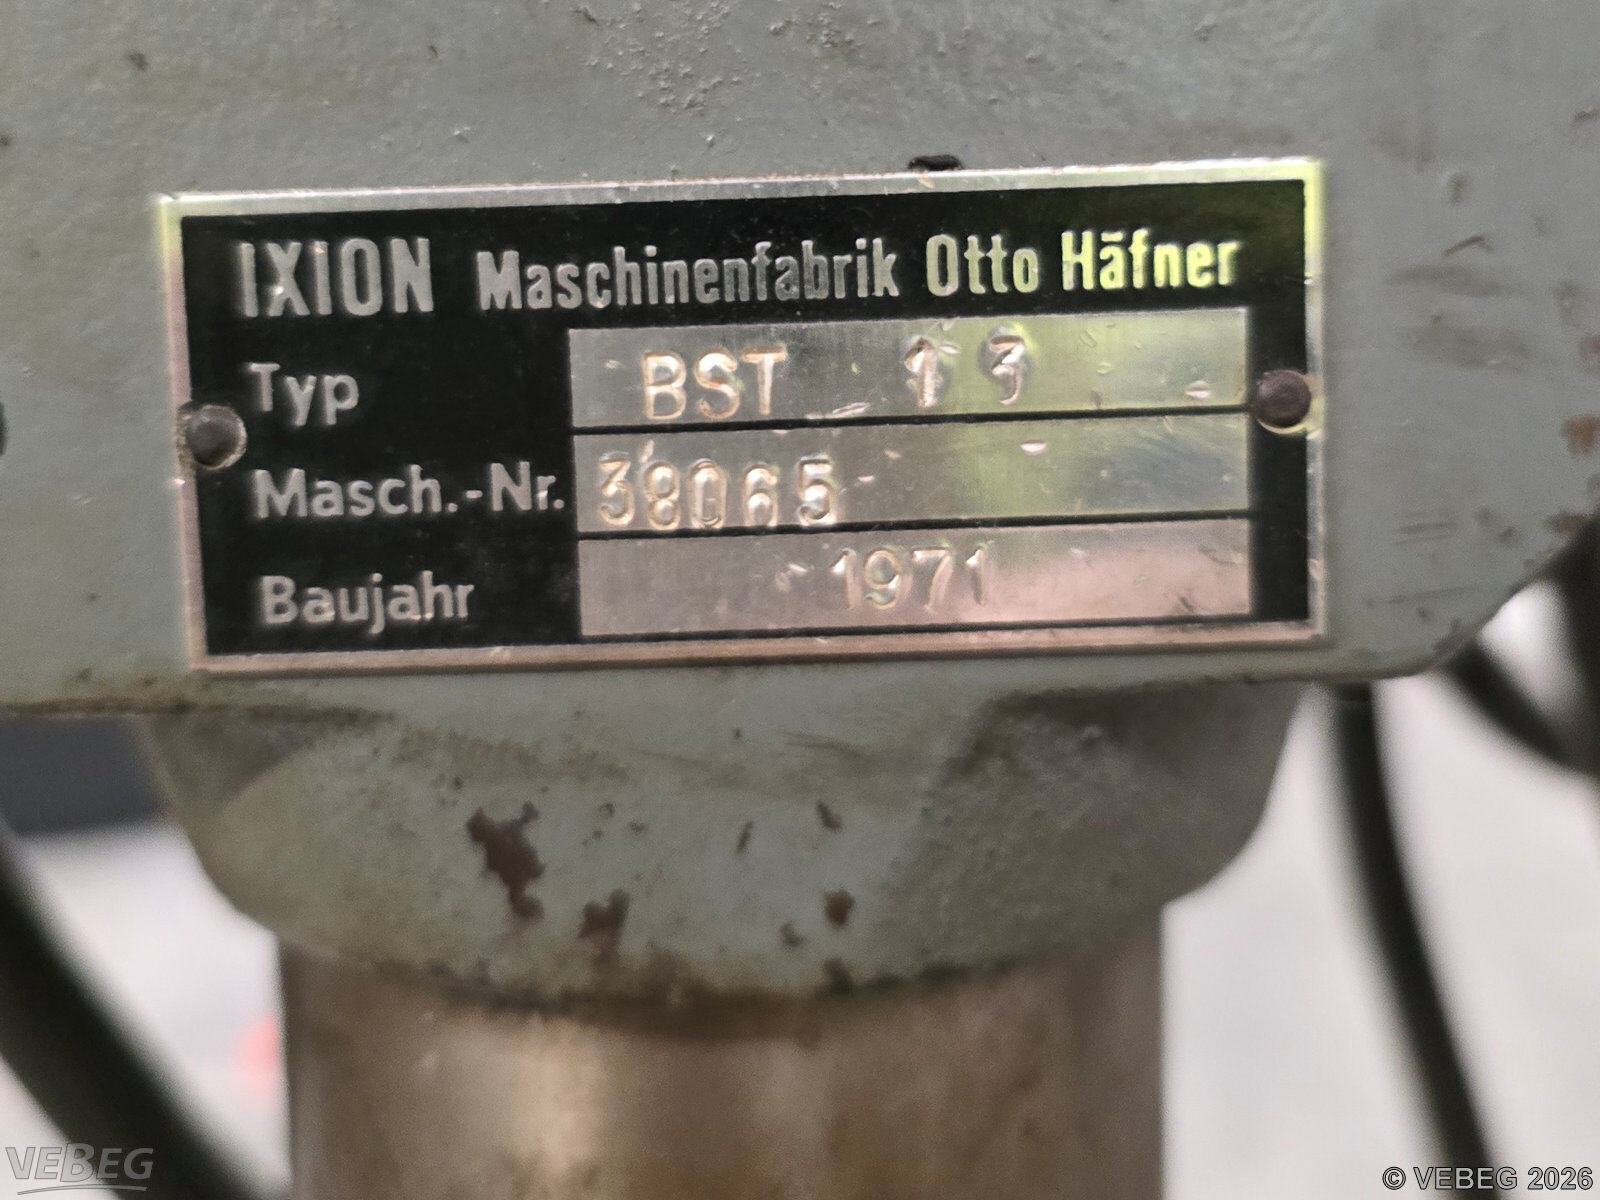 IXION Maschinenfabrik Otto Häfner
Typ BST 13
Masch.-Nr. 38065
Baujahr 1971
VEBEG
© VEBEG 2026